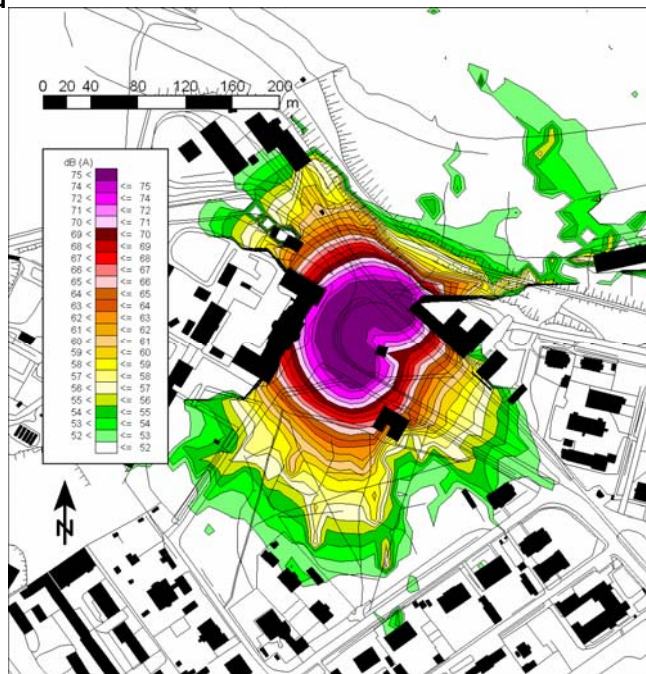 0 20 40 80 120 160 200
m
dB (A)
75 <
74 < <= 75
72 < <= 74
71 < <= 72
70 < <= 71
69 < <= 70
68 < <= 69
67 < <= 68
66 < <= 67
65 < <= 66
64 < <= 65
63 < <= 64
62 < <= 63
61 < <= 62
60 < <= 61
59 < <= 60
58 < <= 59
57 < <= 58
56 < <= 57
55 < <= 56
54 < <= 55
53 < <= 54
52 < <= 53
<= 52
N